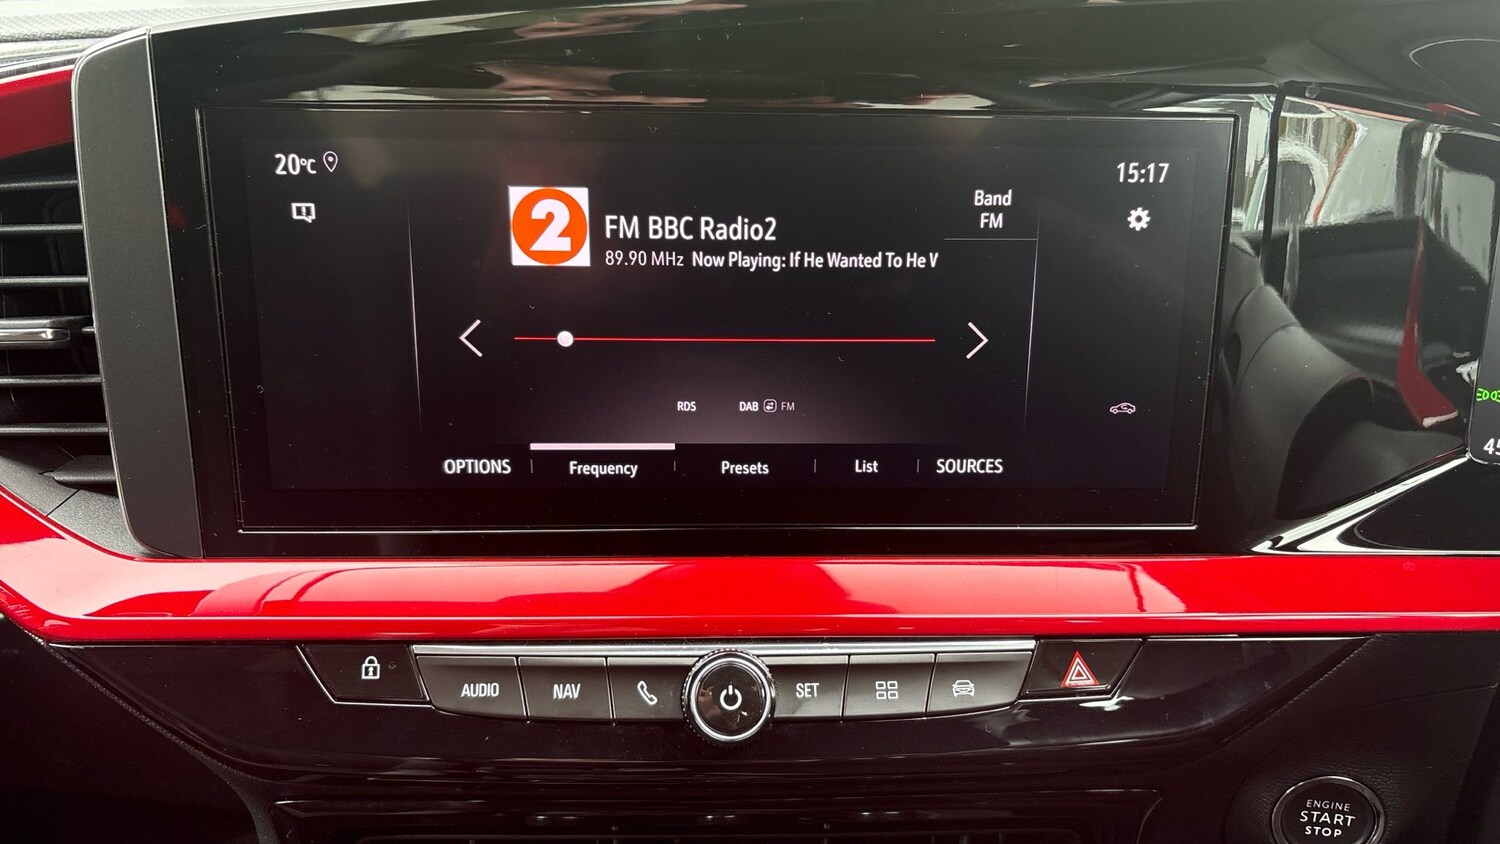 20°C
15:17
Band
FM
2
FM BBC Radio2
89.90 MHz Now Playing: If He Wanted To He V
RDS
DAB FM
OPTIONS
Frequency
Presets
List
SOURCES
45
AUDIO
NAV
SET
ENGINE
START
STOP